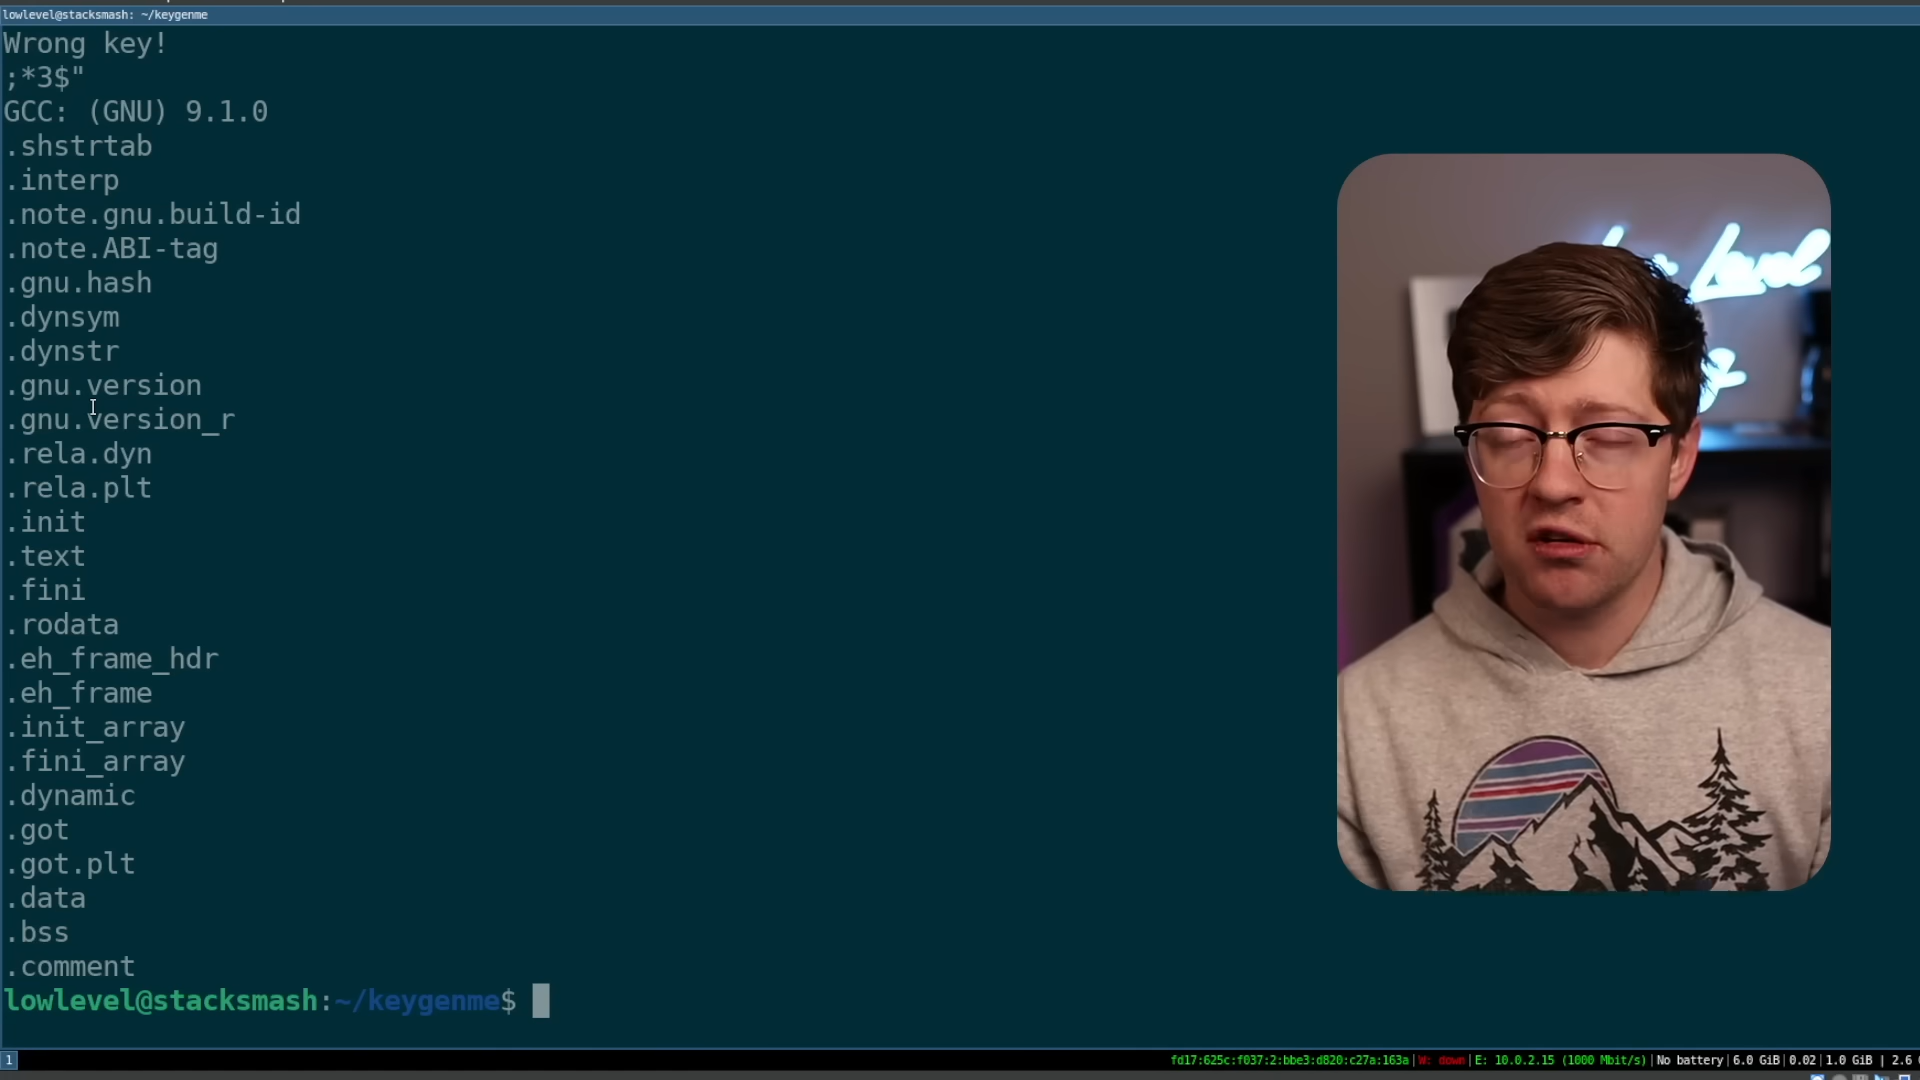 lowlevel@stacksmash: ~/keygenme
Wrong key!
;*3$"
GCC: (GNU) 9.1.0
.shstrtab
.interp
.note.gnu.build-id
.note.ABI-tag
.gnu.hash
.dynsym
.dynstr
.gnu.version
.gnu.version_r
.rela.dyn
.rela.plt
.init
.text
.fini
.rodata
.eh_frame_hdr
.eh_frame
.init_array
.fini_array
.dynamic
.got
.got.plt
.data
.bss
.comment
lowlevel@stacksmash:~/keygenme$
Level
1
fd17:625c:f037:2:bbe3:d820:c27a:163a|W: down|E: 10.0.2.15 (1000 Mbit/s)|No battery|6.0 GiB|0.02|1.0 GiB | 2.6